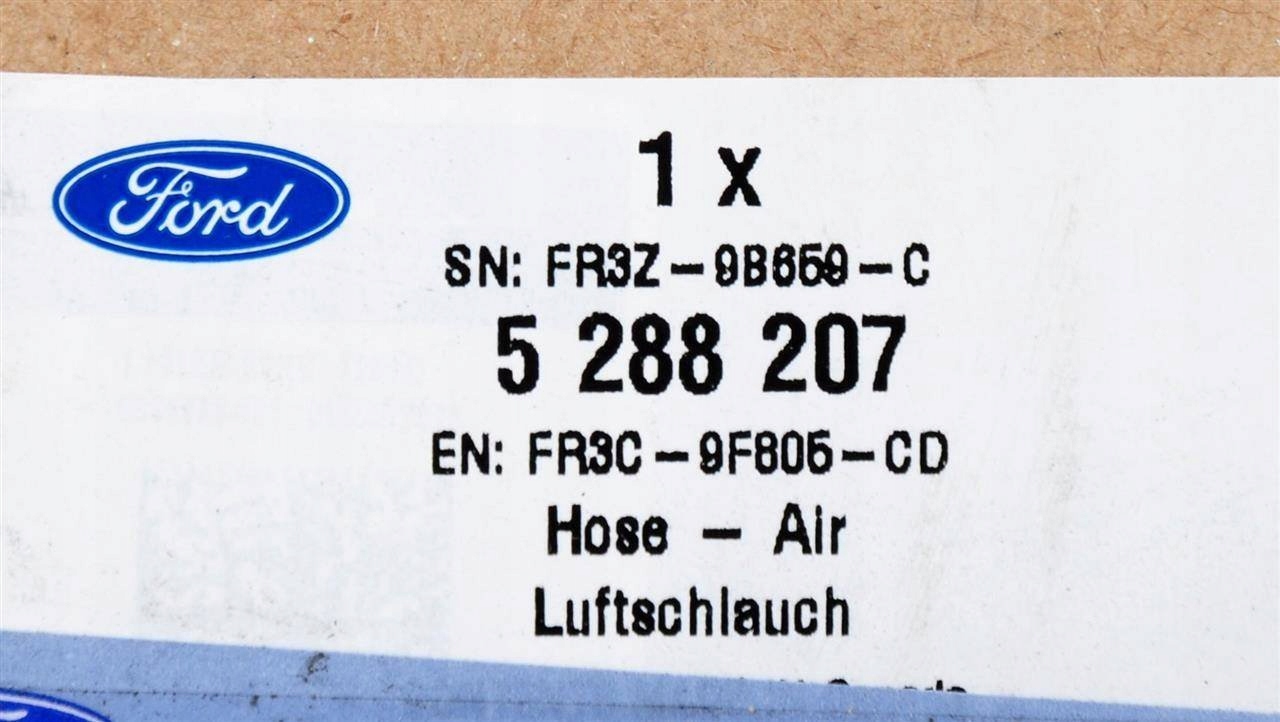 Ford
1 x
SN: FR3Z-9B659-C
5 288 207
EN: FR3C-9F805-CD
Hose - Air
Luftschlauch